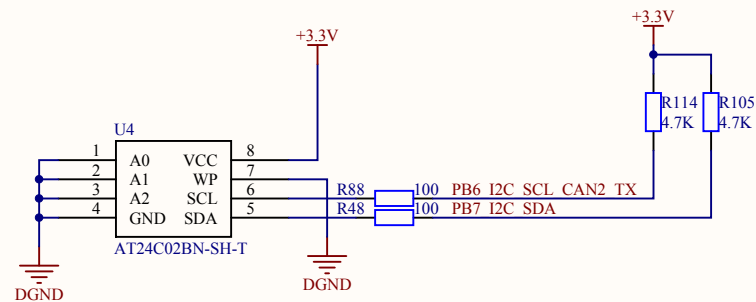 +3.3V
+3.3V
U4
R114 4.7K
R105 4.7K
1 A0 VCC 8
2 A1 WP 7
3 A2 SCL 6 R88 100 PB6_I2C_SCL_CAN2_TX
4 GND SDA 5 R48 100 PB7_I2C_SDA
AT24C02BN-SH-T
DGND
DGND